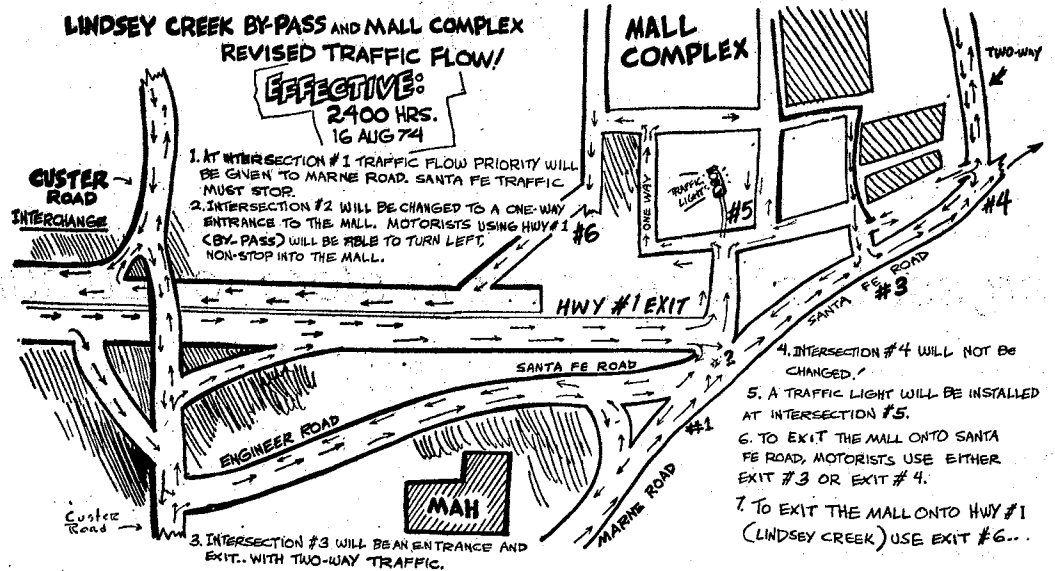 LINDSEY CREEK BY-PASS AND MALL COMPLEX
REVISED TRAFFIC FLOW!
EFFECTIVE:
2400 HRS.
16 AUG 74
1. AT INTERSECTION #1 TRAFFIC FLOW PRIORITY WILL
BE GIVEN TO MARNE ROAD. SANTA FE TRAFFIC
MUST STOP.
2. INTERSECTION #2 WILL BE CHANGED TO A ONE-WAY
ENTRANCE TO THE MALL. MOTORISTS USING HWY #1
(BY-PASS) WILL BE ABLE TO TURN LEFT,
NON-STOP INTO THE MALL.
CUSTER
ROAD
INTERCHANGE
MALL
COMPLEX
TWO-WAY
ONE WAY
TRAFFIC
LIGHT
#5
#6
#4
HWY #1 EXIT
SANTA FE ROAD
#3
#2
SANTA FE ROAD
#1
ENGINEER ROAD
MARNE ROAD
MAH
Custer
Road
3. INTERSECTION #3 WILL BE AN ENTRANCE AND
EXIT.. WITH TWO-WAY TRAFFIC.
4. INTERSECTION #4 WILL NOT BE
CHANGED!
5. A TRAFFIC LIGHT WILL BE INSTALLED
AT INTERSECTION #5.
6. TO EXIT THE MALL ONTO SANTA
FE ROAD, MOTORISTS USE EITHER
EXIT #3 OR EXIT #4.
7. TO EXIT THE MALL ONTO HWY #1
(LINDSEY CREEK) USE EXIT #6...